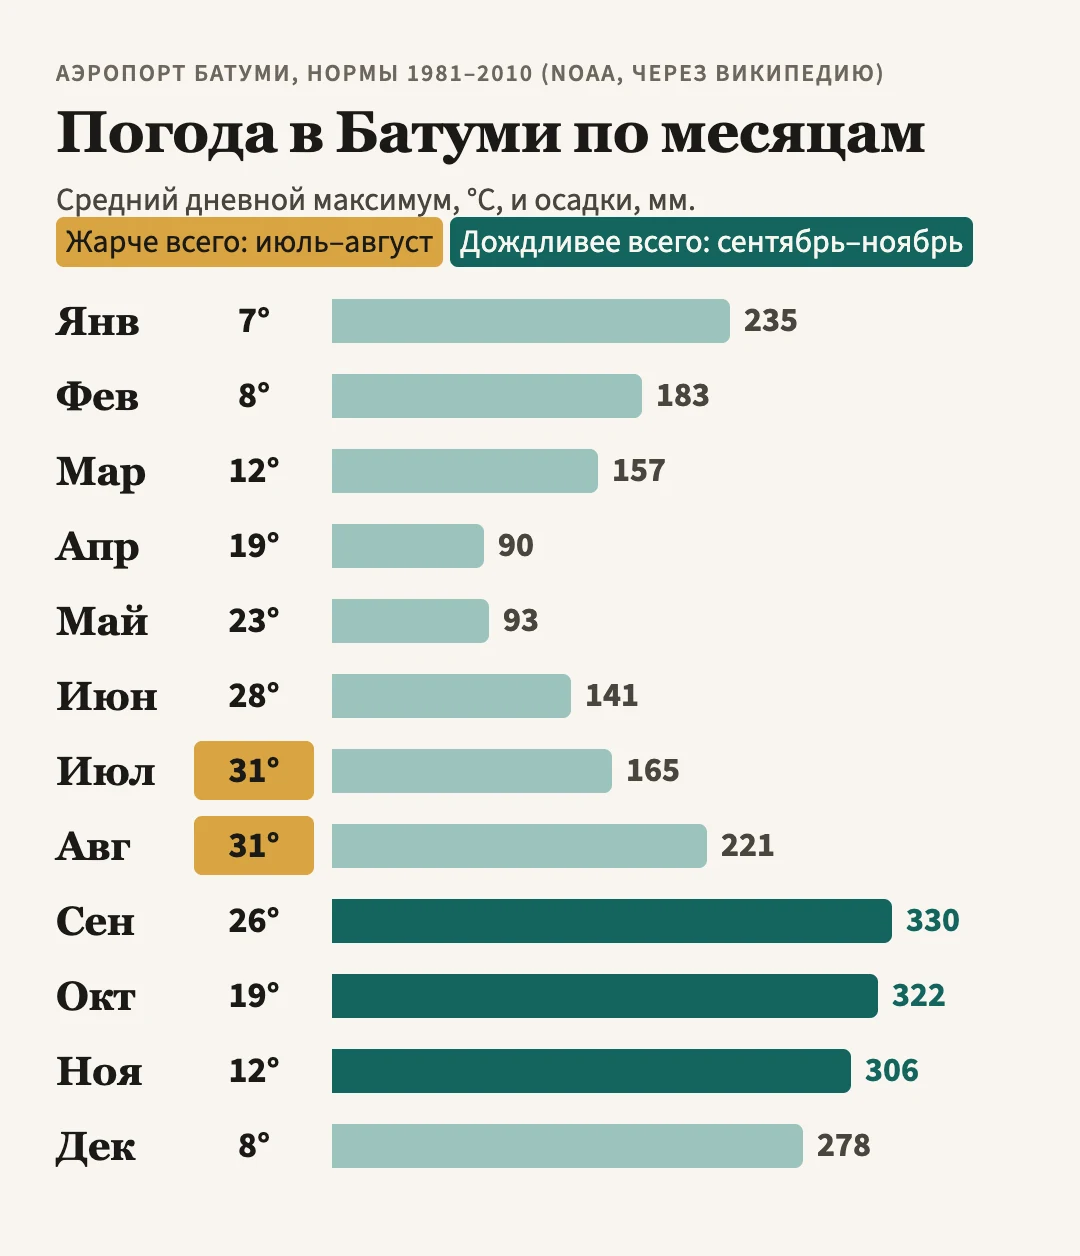 АЭРОПОРТ БАТУМИ, НОРМЫ 1981–2010 (NOAA, ЧЕРЕЗ ВИКИПЕДИЮ)
Погода в Батуми по месяцам
Средний дневной максимум, °C, и осадки, мм.
Жарче всего: июль–август Дождливее всего: сентябрь–ноябрь
Янв 7° 235
Фев 8° 183
Мар 12° 157
Апр 19° 90
Май 23° 93
Июн 28° 141
Июл 31° 165
Авг 31° 221
Сен 26° 330
Окт 19° 322
Ноя 12° 306
Дек 8° 278